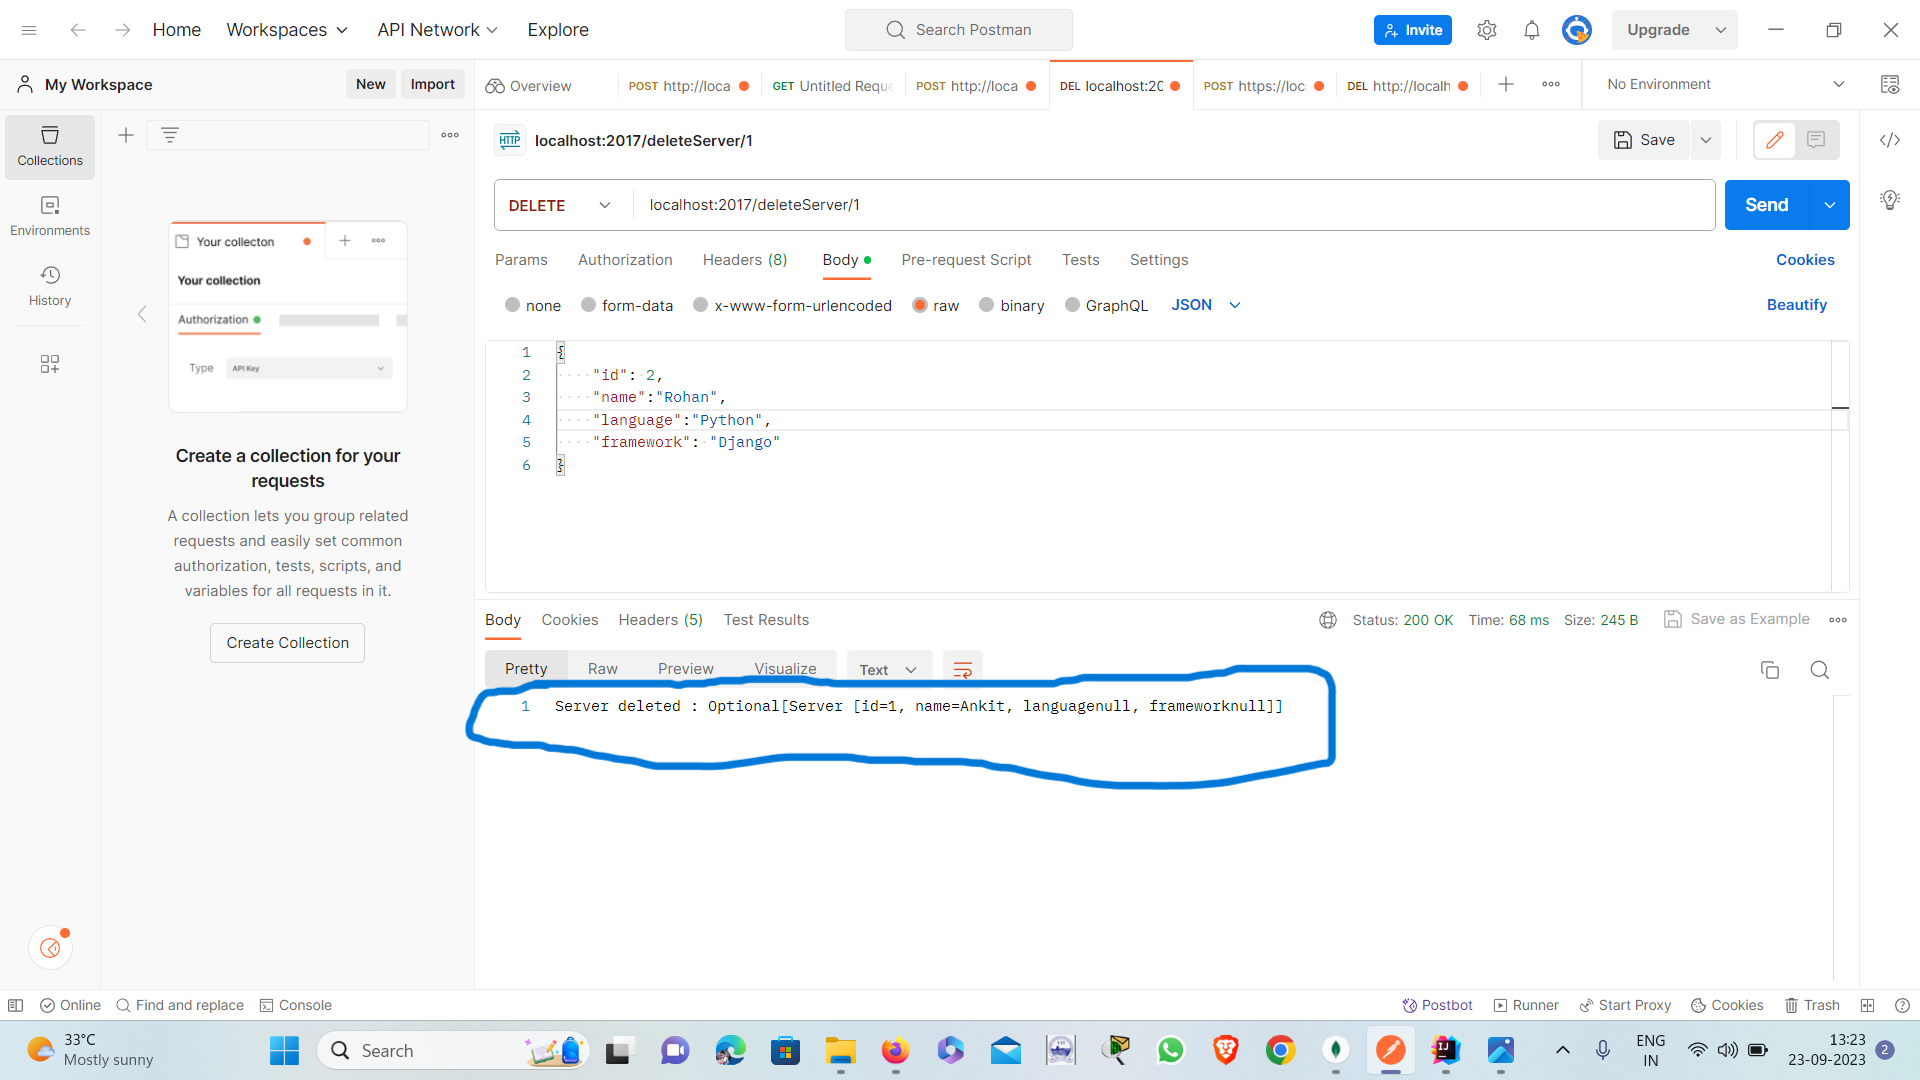 Home Workspaces API Network Explore Search Postman Invite Upgrade
My Workspace New Import Overview POST http://loca GET Untitled Reque POST http://loca DEL localhost:20 POST https://loc DEL http://localh No Environment
Collections
Environments
History
Your collecton
Your collection
Authorization
Type API Key
Create a collection for your
requests
A collection lets you group related
requests and easily set common
authorization, tests, scripts, and
variables for all requests in it.
Create Collection
HTTP localhost:2017/deleteServer/1 Save
DELETE localhost:2017/deleteServer/1 Send
Params Authorization Headers (8) Body Pre-request Script Tests Settings Cookies
none form-data x-www-form-urlencoded raw binary GraphQL JSON Beautify
1 {
2 "id": 2,
3 "name":"Rohan",
4 "language":"Python",
5 "framework": "Django"
6 }
Body Cookies Headers (5) Test Results Status: 200 OK Time: 68 ms Size: 245 B Save as Example
Pretty Raw Preview Visualize Text
1 Server deleted : Optional[Server [id=1, name=Ankit, languagenull, frameworknull]]
Online Find and replace Console Postbot Runner Start Proxy Cookies Trash
33°C
Mostly sunny
Search
ENG
IN
13:23
23-09-2023
2